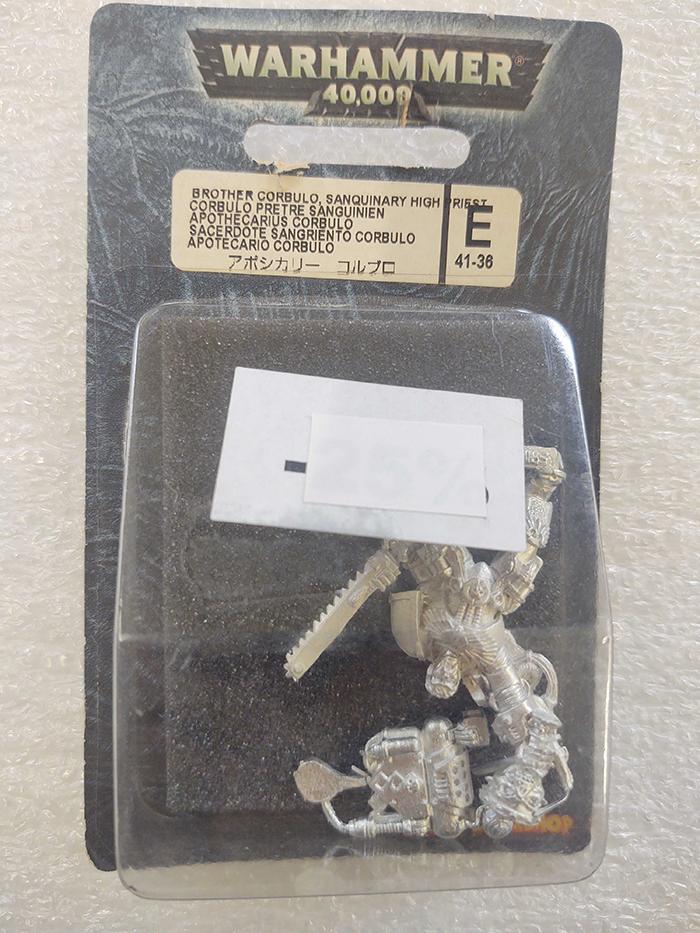 WARHAMMER®
40,000
BROTHER CORBULO, SANQUINARY HIGH PRIEST
CORBULO PRETRE SANGUINIEN
APOTHECARIUS CORBULO
SACERDOTE SANGRIENTO CORBULO
APOTECARIO CORBULO
アポシカリー コルブロ
E
41-36
-25%